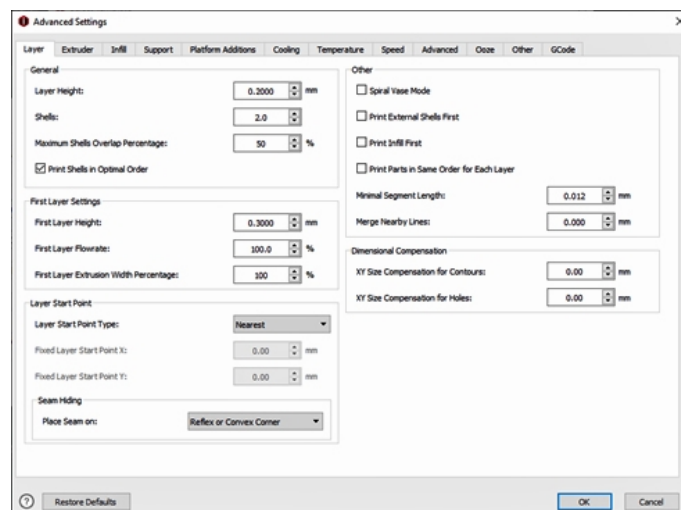 Advanced Settings
Layer Extruder Infill Support Platform Additions Cooling Temperature Speed Advanced Ooze Other GCode
General
Layer Height: 0.2000 mm
Shells: 2.0
Maximum Shells Overlap Percentage: 50 %
Print Shells in Optimal Order
First Layer Settings
First Layer Height: 0.3000 mm
First Layer Flowrate: 100.0 %
First Layer Extrusion Width Percentage: 100 %
Layer Start Point
Layer Start Point Type: Nearest
Fixed Layer Start Point X: 0.00 mm
Fixed Layer Start Point Y: 0.00 mm
Seam Hiding
Place Seam on: Reflex or Convex Corner
Other
Spiral Vase Mode
Print External Shells First
Print Infill First
Print Parts in Same Order for Each Layer
Minimal Segment Length: 0.012 mm
Merge Nearby Lines: 0.000 mm
Dimensional Compensation
XY Size Compensation for Contours: 0.00 mm
XY Size Compensation for Holes: 0.00 mm
? Restore Defaults OK Cancel